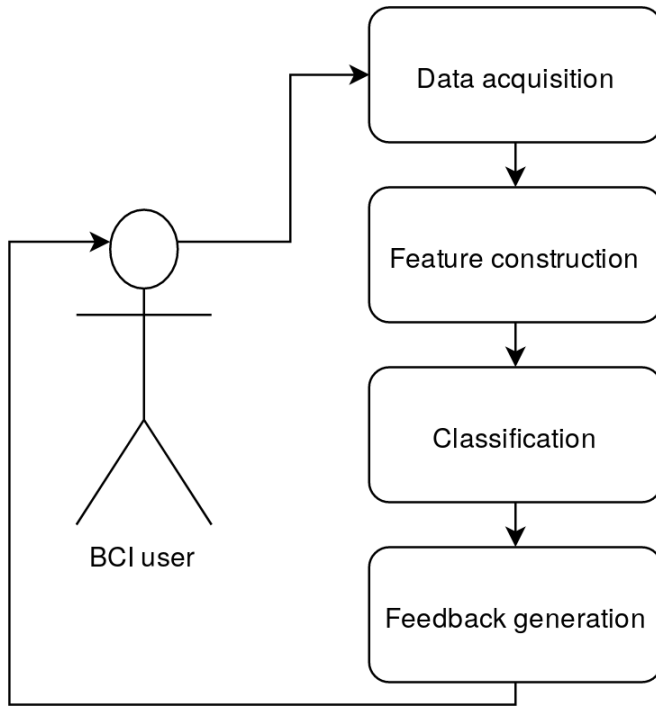 Data acquisition
Feature construction
Classification
BCI user
Feedback generation